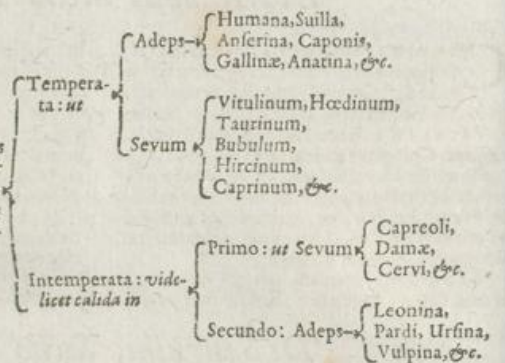 Tempera-
ta: ut
Adeps
Humana, Suilla,
Anserina, Caponis,
Gallinæ, Anatina, &c.
Sevum
Vitulinum, Hœdinum,
Taurinum,
Bubulum,
Hircinum,
Caprinum, &c.
Intemperata: vide-
licet calida in
Primo: ut Sevum
Capreoli,
Damæ,
Cervi, &c.
Secundo: Adeps
Leonina,
Pardi, Ursina,
Vulpina, &c.